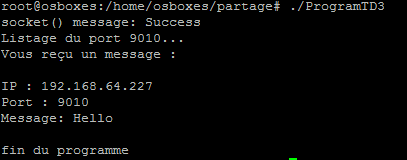 root@osboxes:/home/osboxes/partage# ./ProgramTD3
socket() message: Success
Listage du port 9010...
Vous reçu un message :
IP : 192.168.64.227
Port : 9010
Message: Hello
fin du programme